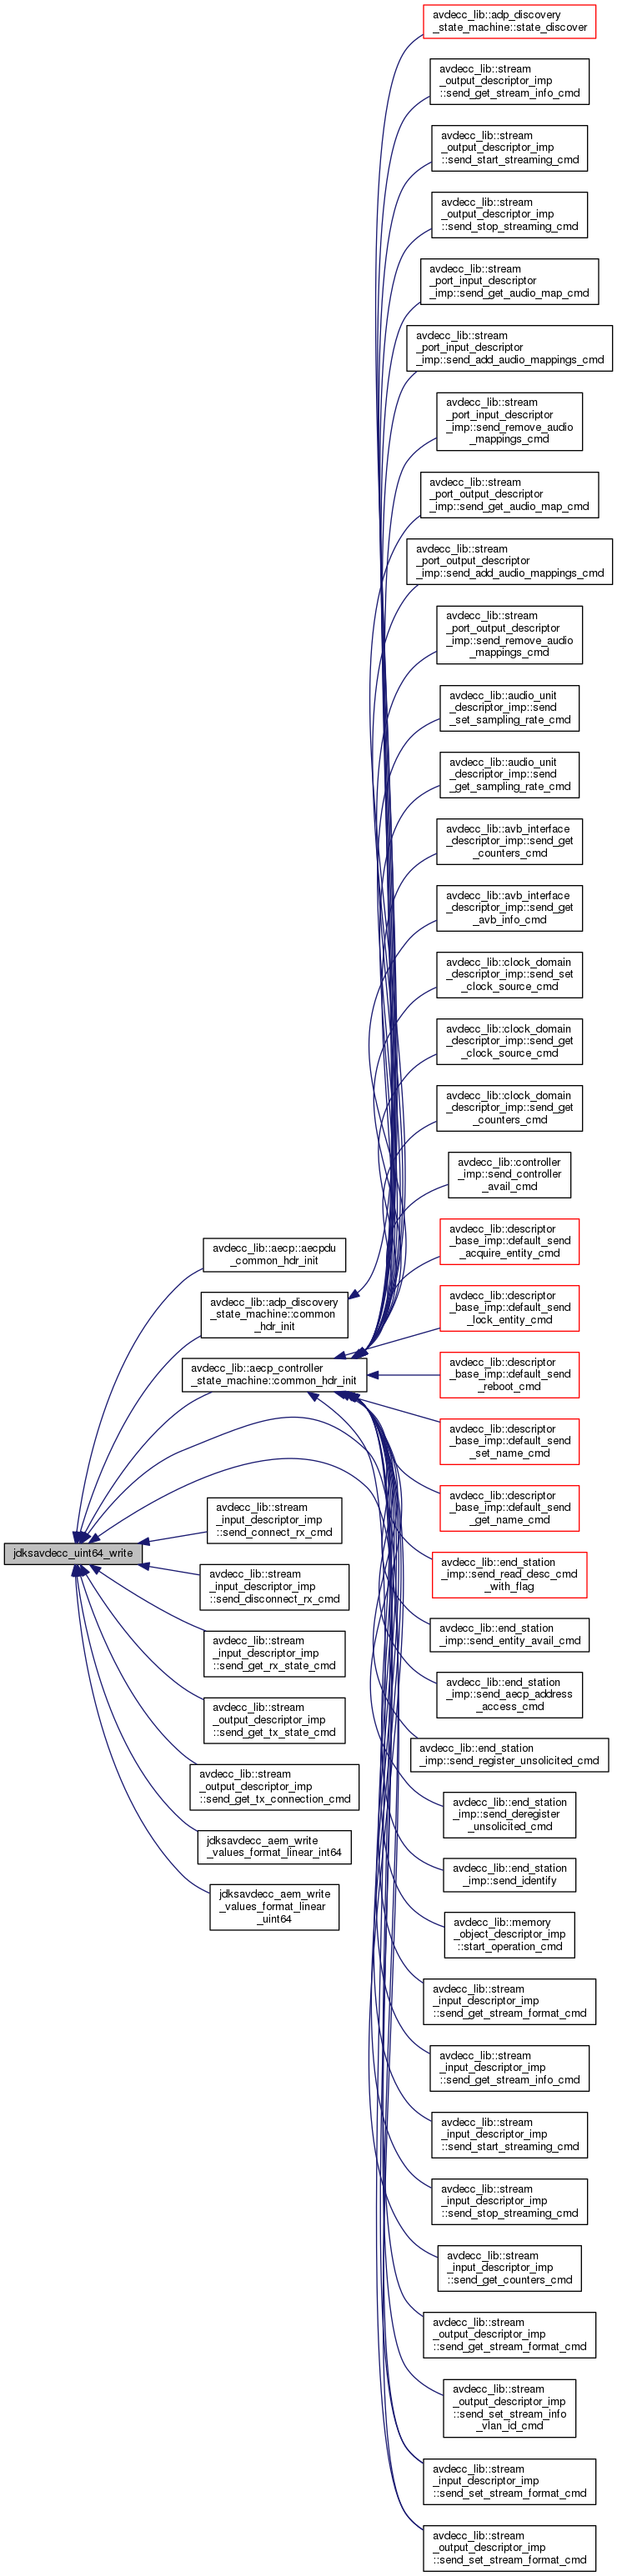 avdecc_lib::adp_discovery
_state_machine::state_discover
avdecc_lib::stream
_output_descriptor_imp
::send_get_stream_info_cmd
avdecc_lib::stream
_output_descriptor_imp
::send_start_streaming_cmd
avdecc_lib::stream
_output_descriptor_imp
::send_stop_streaming_cmd
avdecc_lib::stream
_port_input_descriptor
_imp::send_get_audio_map_cmd
avdecc_lib::stream
_port_input_descriptor
_imp::send_add_audio_mappings_cmd
avdecc_lib::stream
_port_input_descriptor
_imp::send_remove_audio
_mappings_cmd
avdecc_lib::stream
_port_output_descriptor
_imp::send_get_audio_map_cmd
avdecc_lib::stream
_port_output_descriptor
_imp::send_add_audio_mappings_cmd
avdecc_lib::stream
_port_output_descriptor
_imp::send_remove_audio
_mappings_cmd
avdecc_lib::audio_unit
_descriptor_imp::send
_set_sampling_rate_cmd
avdecc_lib::audio_unit
_descriptor_imp::send
_get_sampling_rate_cmd
avdecc_lib::avb_interface
_descriptor_imp::send_get
_counters_cmd
avdecc_lib::avb_interface
_descriptor_imp::send_get
_avb_info_cmd
avdecc_lib::clock_domain
_descriptor_imp::send_set
_clock_source_cmd
avdecc_lib::clock_domain
_descriptor_imp::send_get
_clock_source_cmd
avdecc_lib::clock_domain
_descriptor_imp::send_get
_counters_cmd
avdecc_lib::controller
_imp::send_controller
_avail_cmd
avdecc_lib::descriptor
_base_imp::default_send
_acquire_entity_cmd
avdecc_lib::descriptor
_base_imp::default_send
_lock_entity_cmd
avdecc_lib::descriptor
_base_imp::default_send
_reboot_cmd
avdecc_lib::descriptor
_base_imp::default_send
_set_name_cmd
avdecc_lib::descriptor
_base_imp::default_send
_get_name_cmd
avdecc_lib::end_station
_imp::send_read_desc_cmd
_with_flag
avdecc_lib::end_station
_imp::send_entity_avail_cmd
avdecc_lib::end_station
_imp::send_aecp_address
_access_cmd
avdecc_lib::end_station
_imp::send_register_unsolicited_cmd
avdecc_lib::end_station
_imp::send_deregister
_unsolicited_cmd
avdecc_lib::end_station
_imp::send_identify
avdecc_lib::memory
_object_descriptor_imp
::start_operation_cmd
avdecc_lib::stream
_input_descriptor_imp
::send_get_stream_format_cmd
avdecc_lib::stream
_input_descriptor_imp
::send_get_stream_info_cmd
avdecc_lib::stream
_input_descriptor_imp
::send_start_streaming_cmd
avdecc_lib::stream
_input_descriptor_imp
::send_stop_streaming_cmd
avdecc_lib::stream
_input_descriptor_imp
::send_get_counters_cmd
avdecc_lib::stream
_output_descriptor_imp
::send_get_stream_format_cmd
avdecc_lib::stream
_output_descriptor_imp
::send_set_stream_info
_vlan_id_cmd
avdecc_lib::stream
_input_descriptor_imp
::send_set_stream_format_cmd
avdecc_lib::stream
_output_descriptor_imp
::send_set_stream_format_cmd
avdecc_lib::aecp::aecpdu
_common_hdr_init
avdecc_lib::adp_discovery
_state_machine::common
_hdr_init
avdecc_lib::aecp_controller
_state_machine::common_hdr_init
avdecc_lib::stream
_input_descriptor_imp
::send_connect_rx_cmd
avdecc_lib::stream
_input_descriptor_imp
::send_disconnect_rx_cmd
avdecc_lib::stream
_input_descriptor_imp
::send_get_rx_state_cmd
avdecc_lib::stream
_output_descriptor_imp
::send_get_tx_state_cmd
avdecc_lib::stream
_output_descriptor_imp
::send_get_tx_connection_cmd
jdksavdecc_aem_write
_values_format_linear_int64
jdksavdecc_aem_write
_values_format_linear
_uint64
jdksavdecc_uint64_write